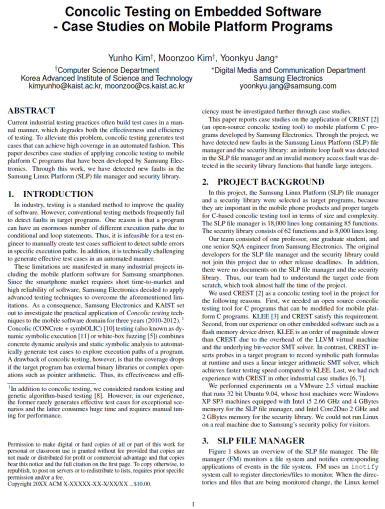 Concolic Testing on Embedded Software
- Case Studies on Mobile Platform Programs
Yunho Kim†, Moonzoo Kim†, Yoonkyu Jang*
†Computer Science Department
Korea Advanced Institute of Science and Technology
kimyunho@kaist.ac.kr, moonzoo@cs.kaist.ac.kr
*Digital Media and Communication Department
Samsung Electronics
yoonkyu.jang@samsung.com
ABSTRACT
Current industrial testing practices often build test cases in a man-
ual manner, which degrades both the effectiveness and efficiency
of testing. To alleviate this problem, concolic testing generates test
cases that can achieve high coverage in an automated fashion. This
paper describes case studies of applying concolic testing to mobile
platform C programs that have been developed by Samsung Elec-
tronics. Through this work, we have detected new faults in the
Samsung Linux Platform (SLP) file manager and security library.
1. INTRODUCTION
In industry, testing is a standard method to improve the quality
of software. However, conventional testing methods frequently fail
to detect faults in target programs. One reason is that a program
can have an enormous number of different execution paths due to
conditional and loop statements. Thus, it is infeasible for a test en-
gineer to manually create test cases sufficient to detect subtle errors
in specific execution paths. In addition, it is technically challenging
to generate effective test cases in an automated manner.
These limitations are manifested in many industrial projects in-
cluding the mobile platform software for Samsung smartphones.
Since the smartphone market requires short time-to-market and
high reliability of software, Samsung Electronics decided to apply
advanced testing techniques to overcome the aforementioned lim-
itations. As a consequence, Samsung Electronics and KAIST set
out to investigate the practical application of Concolic testing tech-
niques to the mobile software domain for three years (2010-2012). 1
Concolic (CONCrete + symbOLIC) [10] testing (also known as dy-
namic symbolic execution [11] or white-box fuzzing [5]) combines
concrete dynamic analysis and static symbolic analysis to automat-
ically generate test cases to explore execution paths of a program.
A drawback of concolic testing, however, is that the coverage drops
if the target program has external binary libraries or complex oper-
ations such as pointer arithmetic. Thus, its effectiveness and effi-
1In addition to concolic testing, we considered random testing and
genetic algorithm-based testing [8]. However, in our experience,
the former rarely generates effective test cases for exceptional sce-
narios and the latter consumes huge time and requires manual tun-
ing for performance.
Permission to make digital or hard copies of all or part of this work for
personal or classroom use is granted without fee provided that copies are
not made or distributed for profit or commercial advantage and that copies
bear this notice and the full citation on the first page. To copy otherwise, to
republish, to post on servers or to redistribute to lists, requires prior specific
permission and/or a fee.
Copyright 20XX ACM X-XXXXX-XX-X/XX/XX ...$10.00.
ciency must be investigated further through case studies.
This paper reports case studies on the application of CREST [2]
(an open-source concolic testing tool) to mobile platform C pro-
grams developed by Samsung Electronics. Through the project, we
have detected new faults in the Samsung Linux Platform (SLP) file
manager and the security library: an infinite loop fault was detected
in the SLP file manager and an invalid memory access fault was de-
tected in the security library functions that handle large integers.
2. PROJECT BACKGROUND
In this project, the Samsung Linux Platform (SLP) file manager
and a security library were selected as target programs, because
they are important in the mobile phone products and proper targets
for C-based concolic testing tool in terms of size and complexity.
The SLP file manager is 18,000 lines long containing 85 functions.
The security library consists of 62 functions and is 8,000 lines long.
Our team consisted of one professor, one graduate student, and
one senior SQA engineer from Samsung Electronics. The original
developers of the SLP file manager and the security library could
not join this project due to other release deadlines. In addition,
there were no documents on the SLP file manager and the security
library. Thus, our team had to understand the target code from
scratch, which took almost half the time of the project.
We used CREST [2] as a concolic testing tool in the project for
the following reasons. First, we needed an open source concolic
testing tool for C programs that can be modified for mobile plat-
form C programs. KLEE [3] and CREST satisfy this requirement.
Second, from our experience on other embedded software such as a
flash memory device driver, KLEE is an order of magnitude slower
than CREST due to the overhead of the LLVM virtual machine
and the underlying bit-vector SMT solver. In contrast, CREST in-
serts probes in a target program to record symbolic path formulas
at runtime and uses a linear integer arithmetic SMT solver, which
achieves faster testing speed compared to KLEE. Last, we had rich
experience with CREST in other industrial case studies [6, 7].
We performed experiments on a VMware 2.5 virtual machine
that runs 32 bit Ubuntu 9.04, whose host machines were Windows
XP SP3 machines equipped with Intel i5 2.66 GHz and 4 GBytes
memory for the SLP file manager, and Intel Core2Duo 2 GHz and
2 GBytes memory for the security library. We could not run Linux
on a real machine due to Samsung's security policy for visitors.
3. SLP FILE MANAGER
Figure 1 shows an overview of the SLP file manager. The file
manager (FM) monitors a file system and notifies corresponding
applications of events in the file system. FM uses an inotify
system call to register directories/files to monitor. When the direc-
tories and files that are being monitored change, the Linux kernel
1